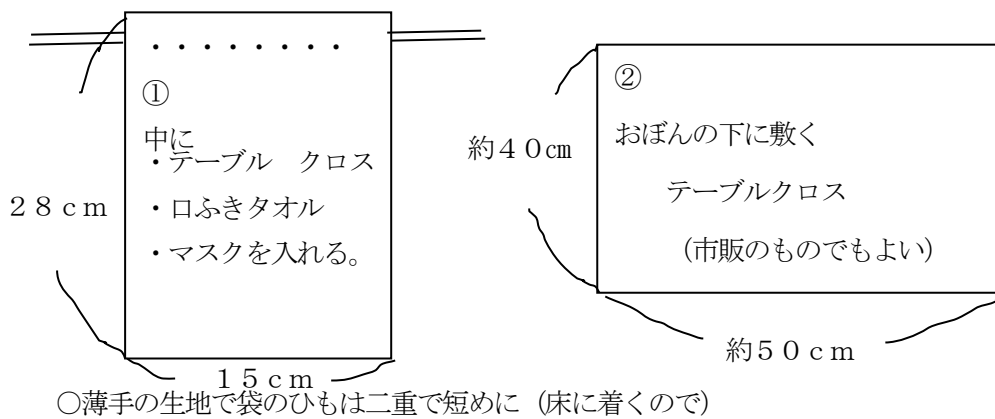 ・・・・・・・・
①
中に
・テーブル　クロス
・口ふきタオル
・マスクを入れる。
２８ｃｍ
１５ｃｍ
②
おぼんの下に敷く
テーブルクロス
（市販のものでもよい）
約４０㎝
約５０ｃｍ
○薄手の生地で袋のひもは二重で短めに（床に着くので）